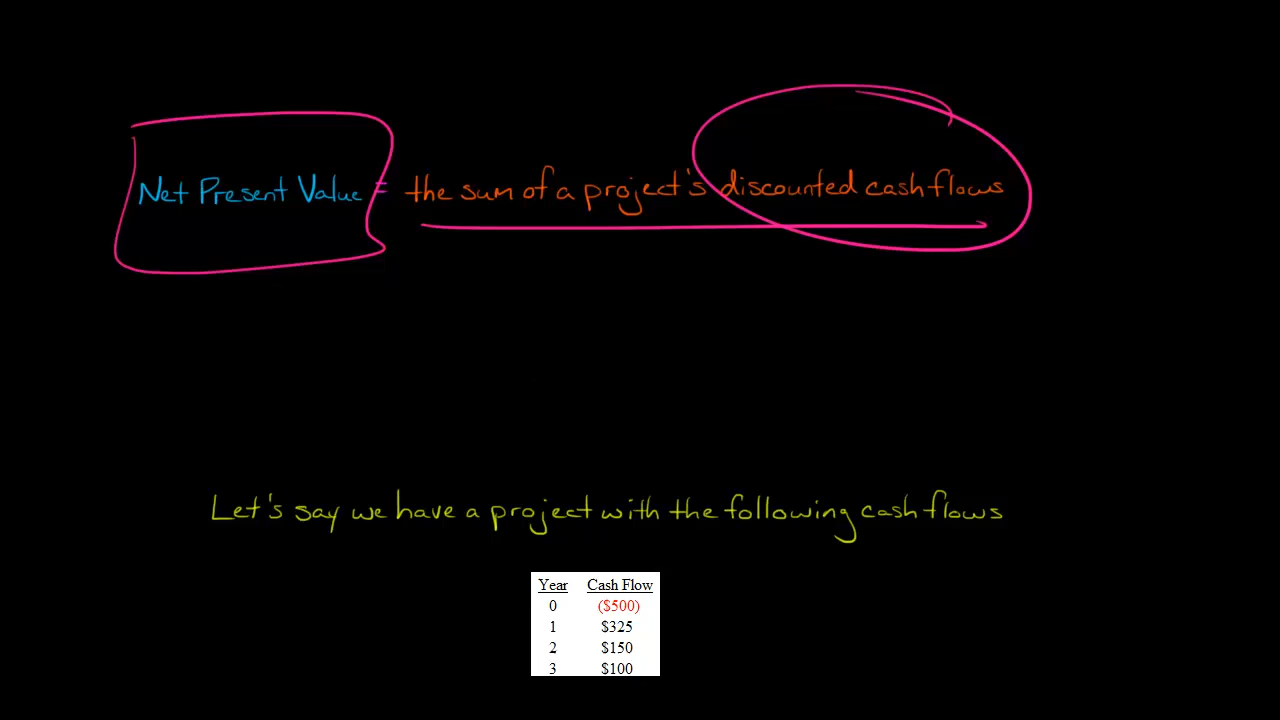 Net Present Value = the sum of a project's discounted cash flows
Let's say we have a project with the following cash flows
Year Cash Flow
0 ($500)
1 $325
2 $150
3 $100